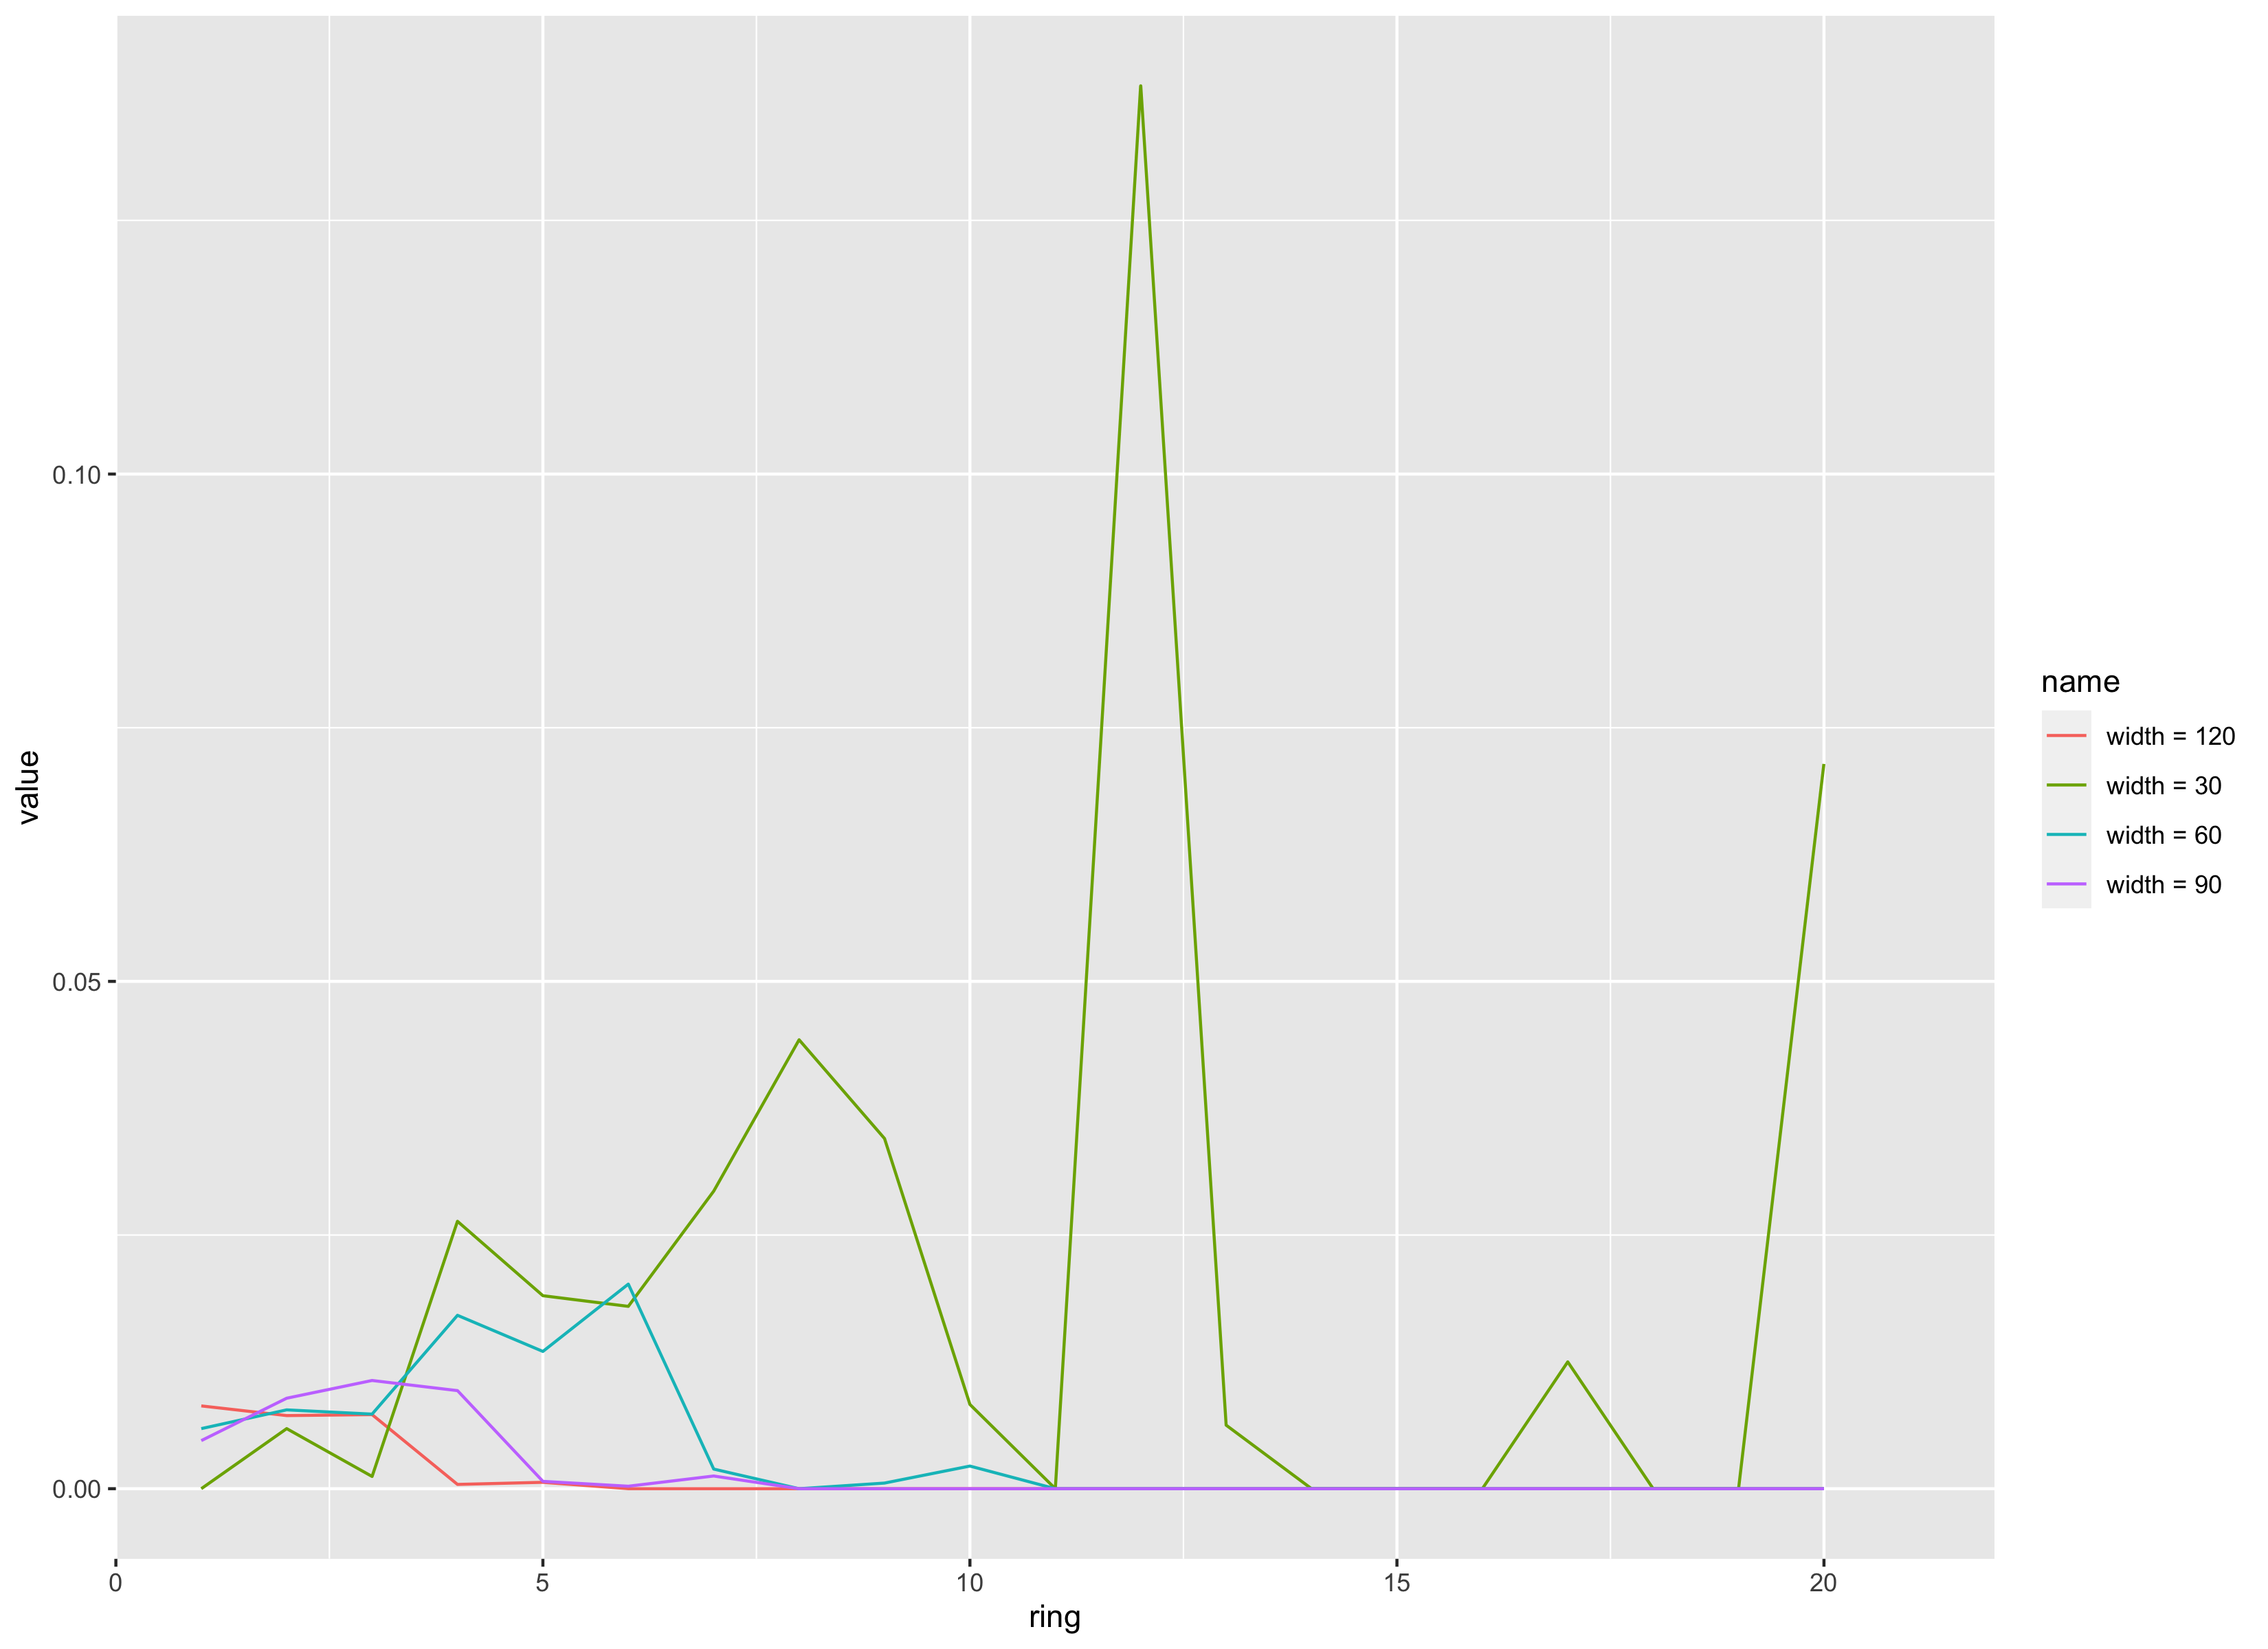 value
0.10
0.05
0.00
0 5 10 15 20
ring
name
width = 120
width = 30
width = 60
width = 90